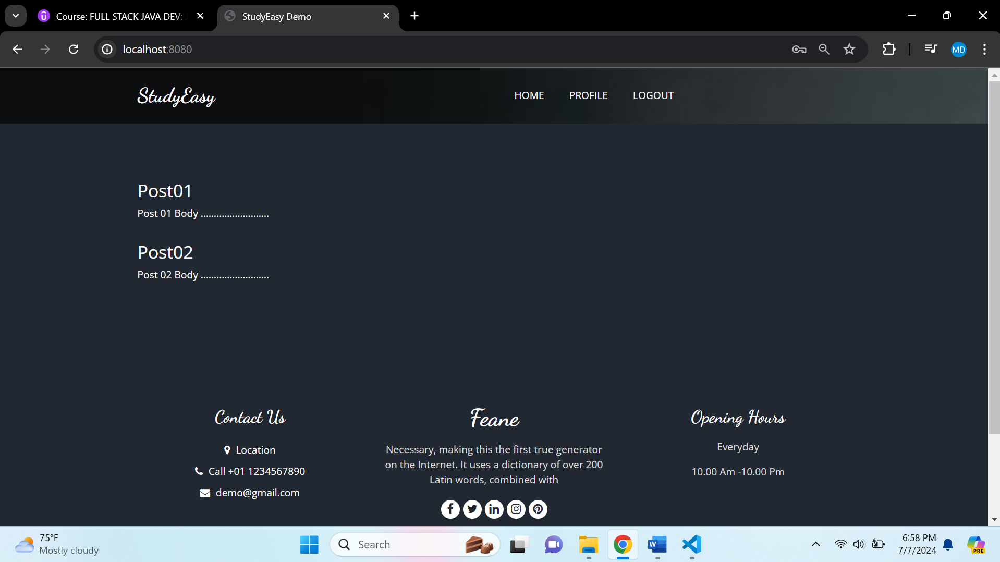 Course: FULL STACK JAVA DEV:
StudyEasy Demo
localhost:8080
MD
StudyEasy
HOME
PROFILE
LOGOUT
Post01
Post 01 Body ..........................
Post02
Post 02 Body ..........................
Contact Us
Location
Call +01 1234567890
demo@gmail.com
Feane
Necessary, making this the first true generator
on the Internet. It uses a dictionary of over 200
Latin words, combined with
Opening Hours
Everyday
10.00 Am -10.00 Pm
75°F
Mostly cloudy
Search
6:58 PM
7/7/2024
PRE